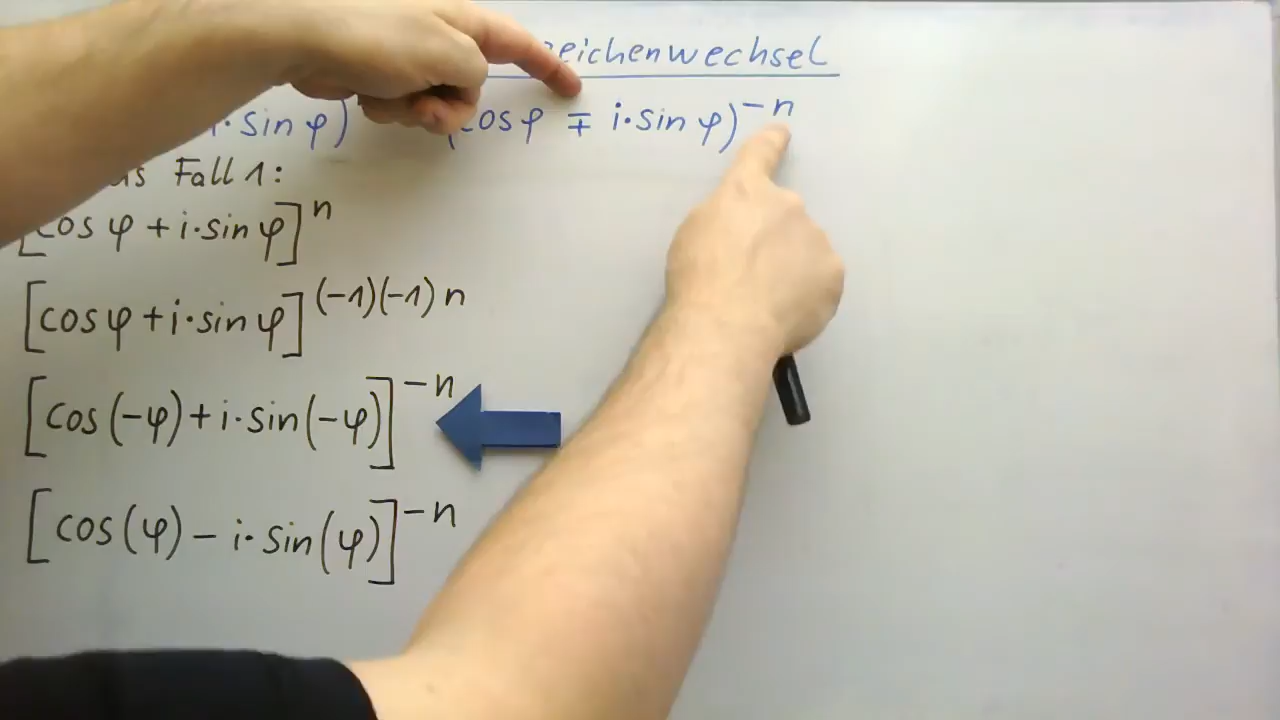 eichenwechsel
i·sin φ) (cos φ ∓ i·sin φ)⁻ⁿ
Fall 1:
[cos φ + i·sin φ]ⁿ
[cos φ + i·sin φ]⁽⁻¹⁾⁽⁻¹⁾ⁿ
[cos(-φ) + i·sin(-φ)]⁻ⁿ
[cos(φ) - i·sin(φ)]⁻ⁿ